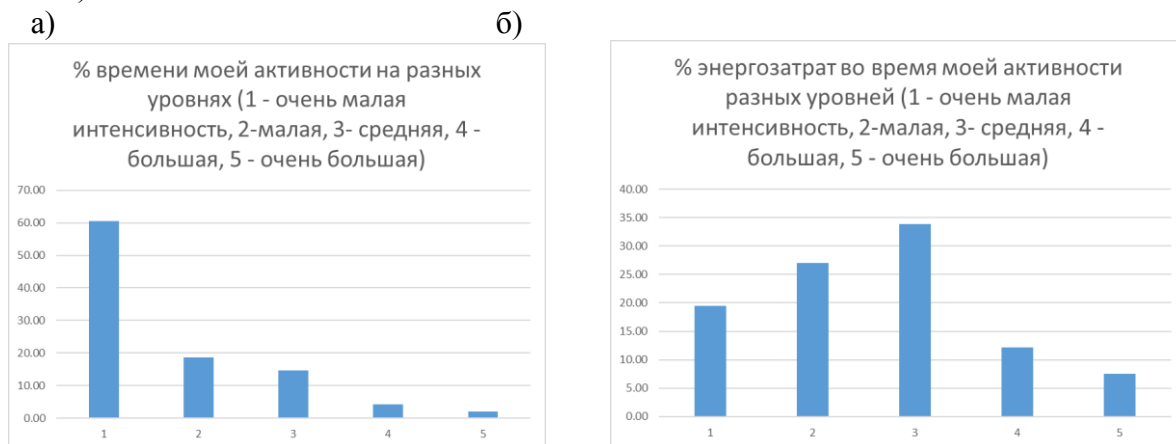 а)
б)
% времени моей активности на разных
уровнях (1 - очень малая
интенсивность, 2-малая, 3- средняя, 4 -
большая, 5 - очень большая)
70.00
60.00
50.00
40.00
30.00
20.00
10.00
0.00
1 2 3 4 5
% энергозатрат во время моей активности
разных уровней (1 - очень малая
интенсивность, 2-малая, 3- средняя, 4 -
большая, 5 - очень большая)
40.00
35.00
30.00
25.00
20.00
15.00
10.00
5.00
0.00
1 2 3 4 5